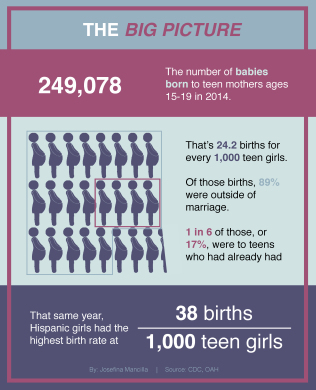 THE BIG PICTURE
249,078
The number of babies
born to teen mothers ages
15-19 in 2014.
That's 24.2 births for
every 1,000 teen girls.
Of those births, 89%
were outside of
marriage.
1 in 6 of those, or
17%, were to teens
who had already had
That same year,
Hispanic girls had the
highest birth rate at
38 births
1,000 teen girls
By: Josefina Mancilla | Source: CDC, OAH